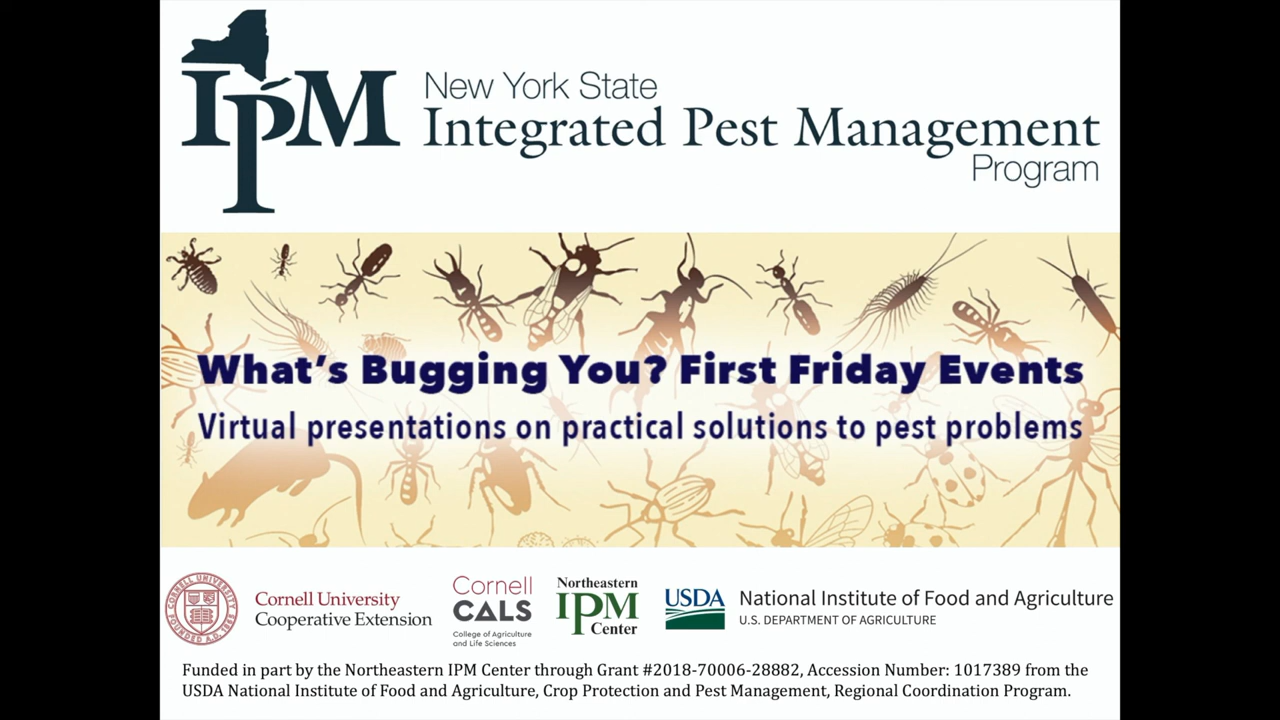 IPM
New York State
Integrated Pest Management
Program
What's Bugging You? First Friday Events
Virtual presentations on practical solutions to pest problems
CORNELL UNIVERSITY
FOUNDED A.D. 1865
Cornell University
Cooperative Extension
Cornell
CALS
College of Agriculture
and Life Sciences
Northeastern
IPM
Center
USDA
National Institute of Food and Agriculture
U.S. DEPARTMENT OF AGRICULTURE
Funded in part by the Northeastern IPM Center through Grant #2018-70006-28882, Accession Number: 1017389 from the
USDA National Institute of Food and Agriculture, Crop Protection and Pest Management, Regional Coordination Program.